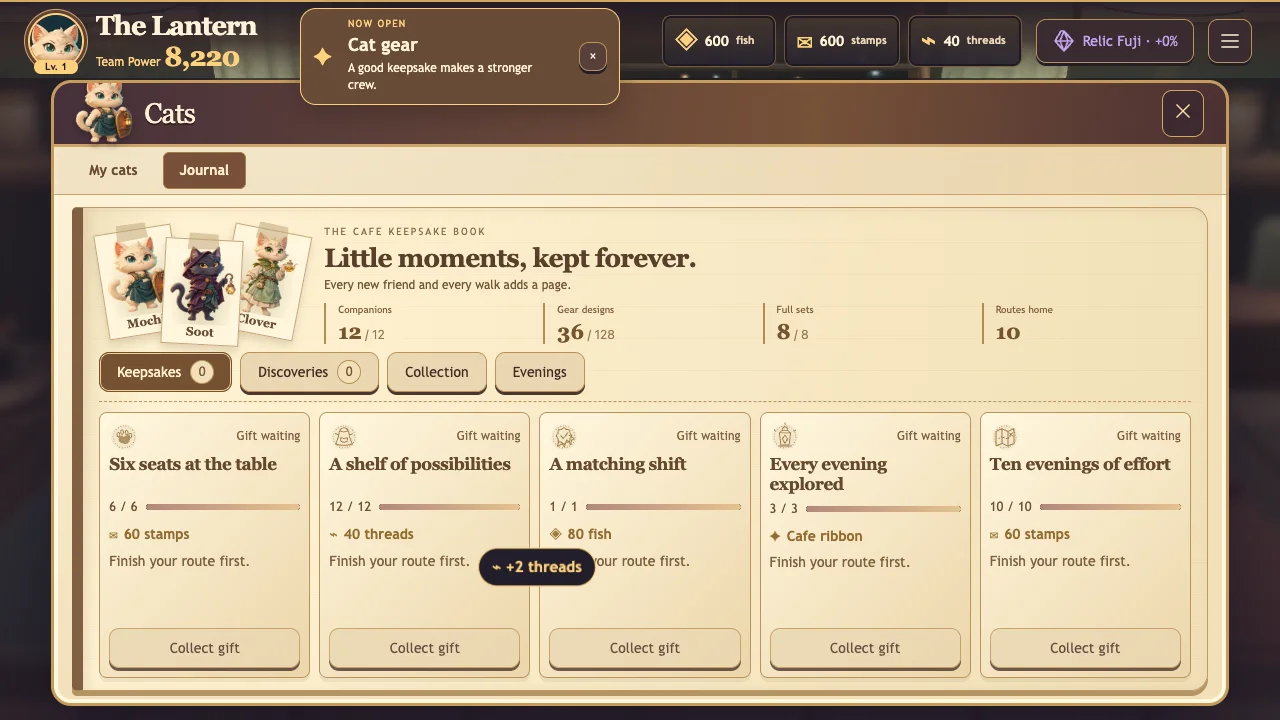 The Lantern
Team Power 8,220
Lv. 1
NOW OPEN
Cat gear
A good keepsake makes a stronger
crew.
×
600 fish
600 stamps
40 threads
Relic Fuji · +0%
Cats
My cats
Journal
Moch
Soot
Clover
THE CAFE KEEPSAKE BOOK
Little moments, kept forever.
Every new friend and every walk adds a page.
Companions
12 / 12
Gear designs
36 / 128
Full sets
8 / 8
Routes home
10
Keepsakes 0
Discoveries 0
Collection
Evenings
Gift waiting
Six seats at the table
6 / 6
60 stamps
Finish your route first.
Collect gift
Gift waiting
A shelf of possibilities
12 / 12
40 threads
Finish your route first.
Collect gift
+2 threads
Gift waiting
A matching shift
1 / 1
80 fish
your route first.
Collect gift
Gift waiting
Every evening
explored
3 / 3
Cafe ribbon
Finish your route first.
Collect gift
Gift waiting
Ten evenings of effort
10 / 10
60 stamps
Finish your route first.
Collect gift